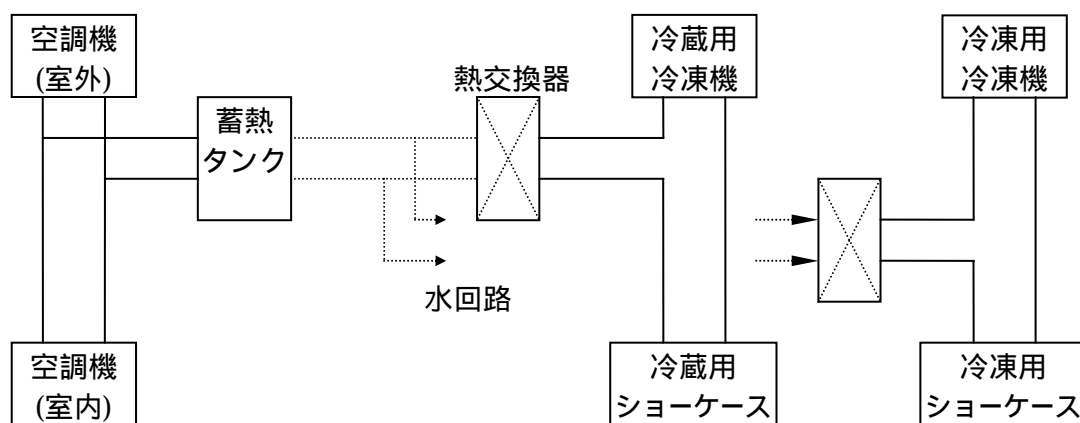 空調機
(室外)
蓄熱
タンク
熱交換器
冷蔵用
冷凍機
冷凍用
冷凍機
水回路
空調機
(室内)
冷蔵用
ショーケース
冷凍用
ショーケース